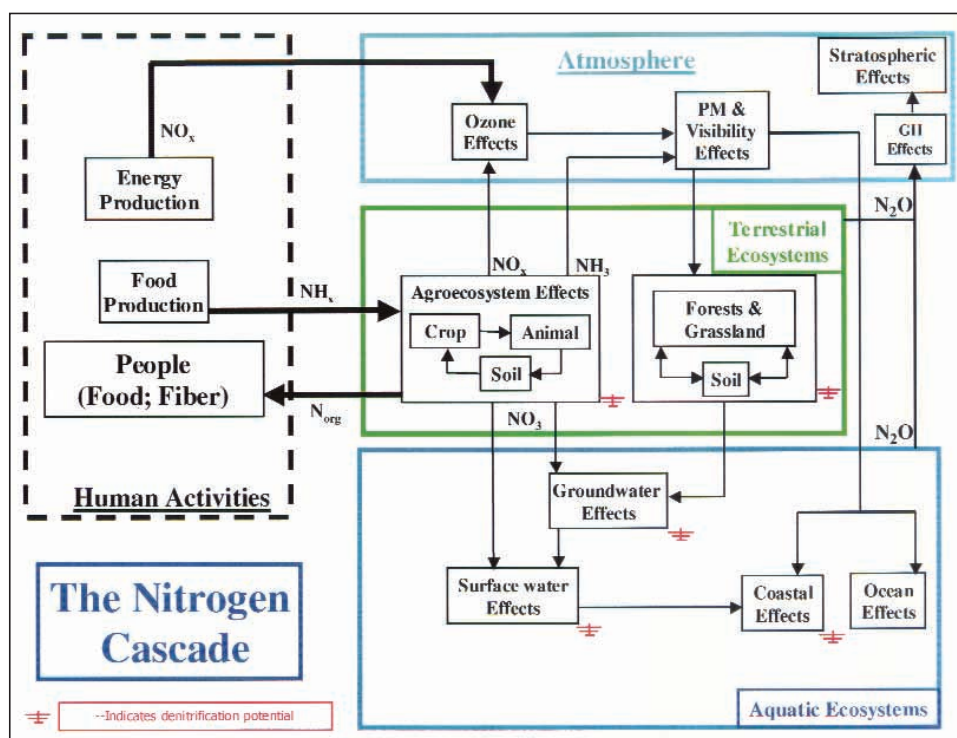 Atmosphere
Stratospheric
Effects
NOx
Ozone
Effects
PM &
Visibility
Effects
GH
Effects
Energy
Production
N2O
Terrestrial
Ecosystems
Food
Production
NHx
NOx
NH3
Agroecosystem Effects
Crop
Animal
Soil
Forests &
Grassland
Soil
People
(Food; Fiber)
Norg
NO3
N2O
Human Activities
Groundwater
Effects
The Nitrogen
Cascade
Surface water
Effects
Coastal
Effects
Ocean
Effects
--Indicates denitrification potential
Aquatic Ecosystems